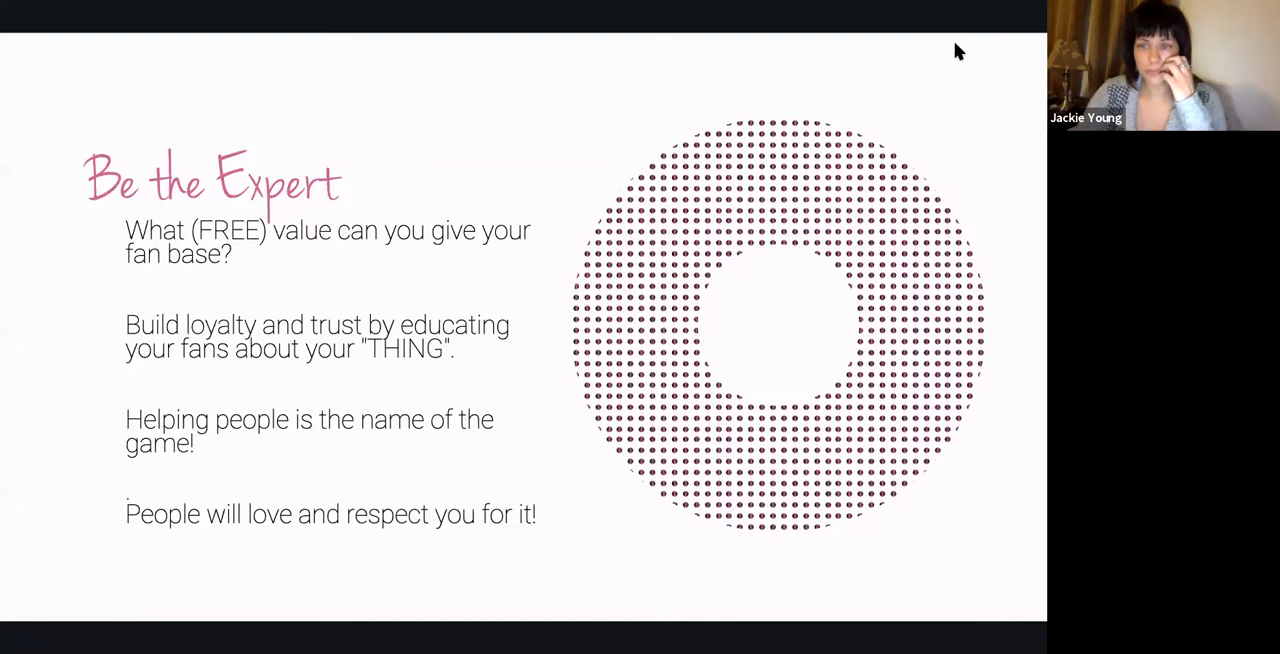 Be the Expert
What (FREE) value can you give your
fan base?
Build loyalty and trust by educating
your fans about your "THING".
Helping people is the name of the
game!
.
People will love and respect you for it!
Jackie Young